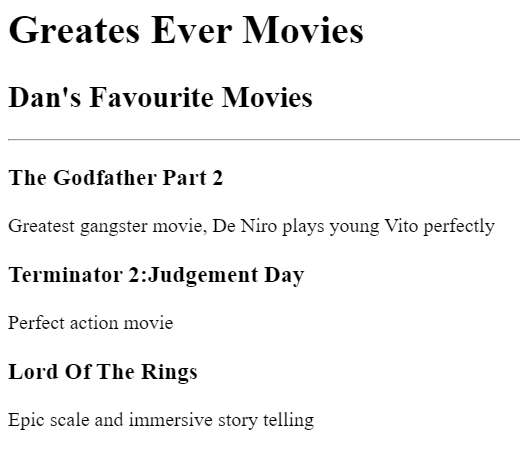 Greates Ever Movies
Dan's Favourite Movies
The Godfather Part 2
Greatest gangster movie, De Niro plays young Vito perfectly
Terminator 2:Judgement Day
Perfect action movie
Lord Of The Rings
Epic scale and immersive story telling